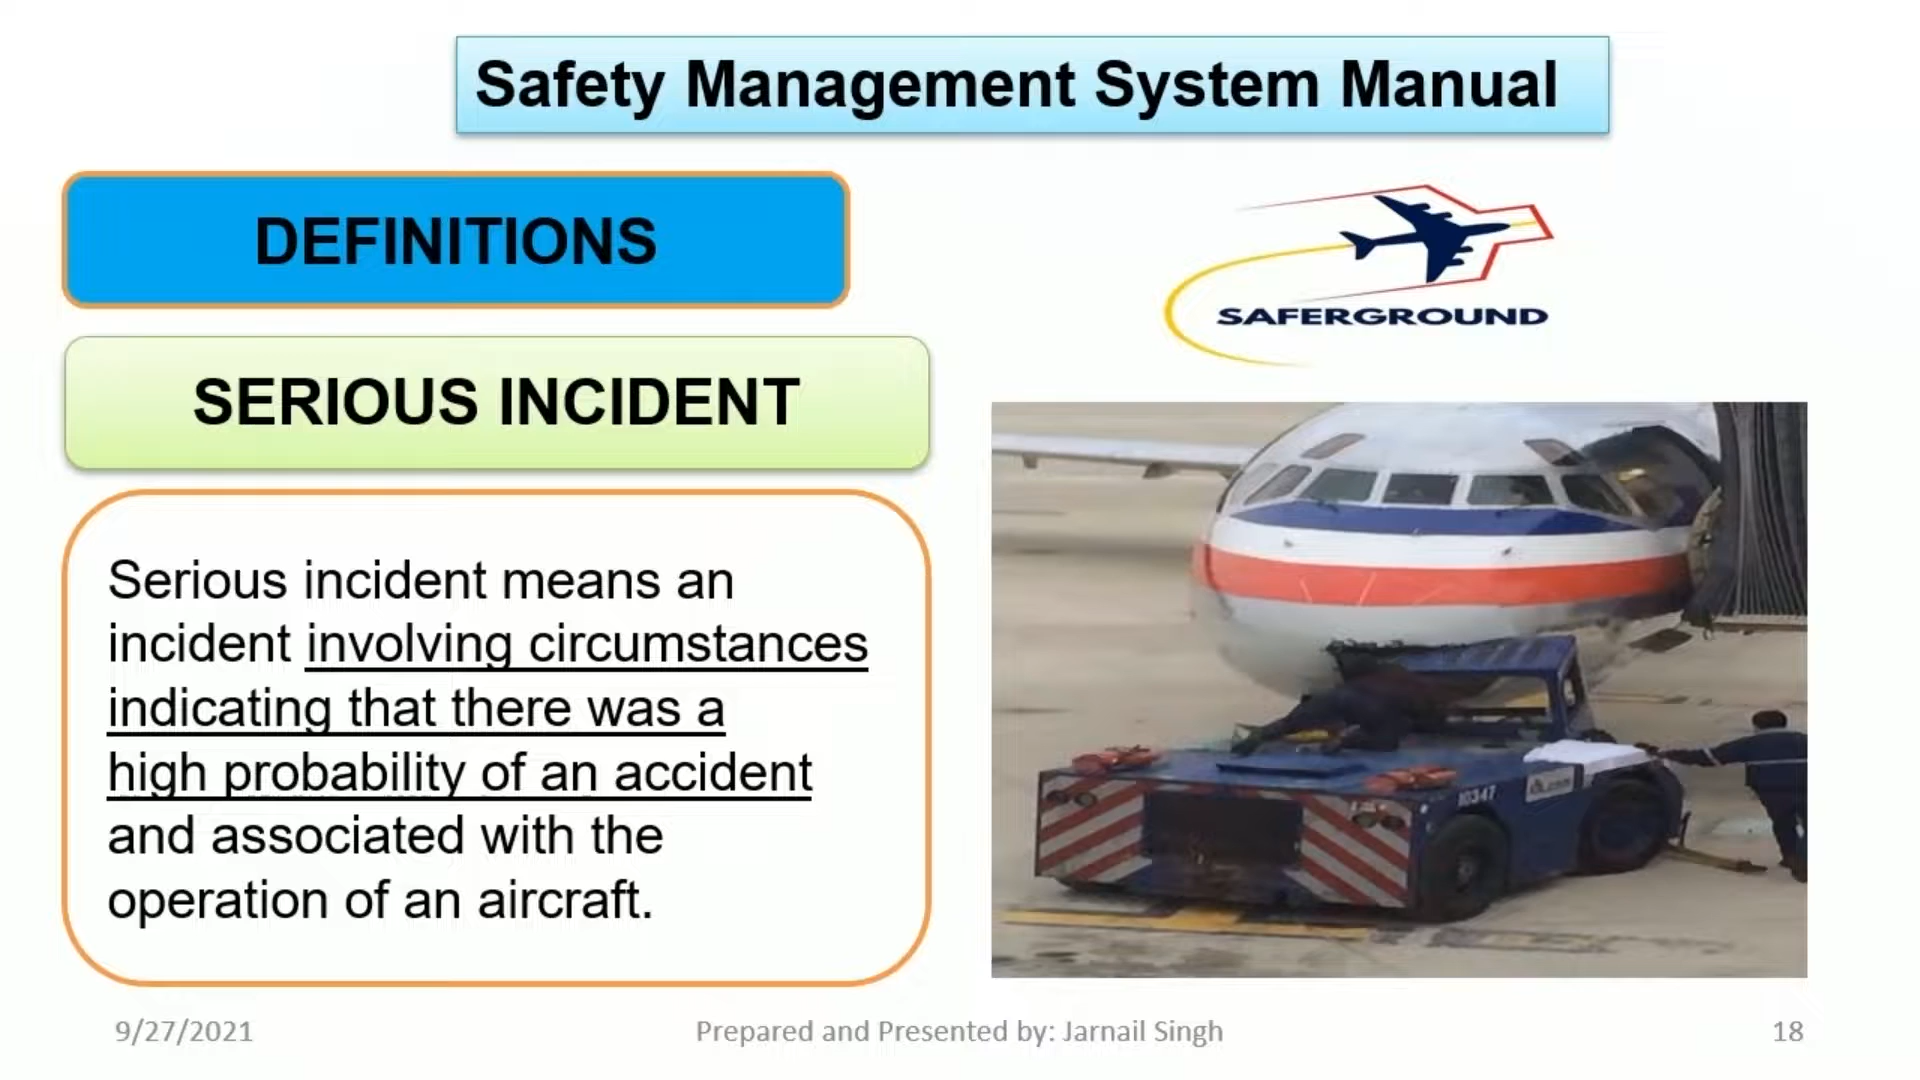 Safety Management System Manual
DEFINITIONS
SAFERGROUND
SERIOUS INCIDENT
Serious incident means an
incident involving circumstances
indicating that there was a
high probability of an accident
and associated with the
operation of an aircraft.
10347
9/27/2021
Prepared and Presented by: Jarnail Singh
18